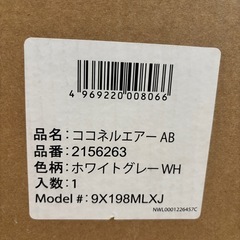 4 969220 008066
品名：ココネルエアー AB
品番：2156263
色柄：ホワイトグレー WH
入数：1
Model #: 9X198MLXJ
NWL0001226457C